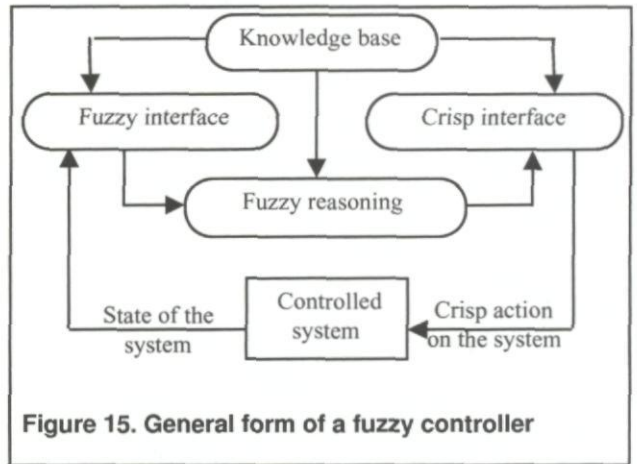 Knowledge base
Fuzzy interface
Crisp interface
Fuzzy reasoning
State of the
system
Controlled
system
Crisp action
on the system
Figure 15. General form of a fuzzy controller